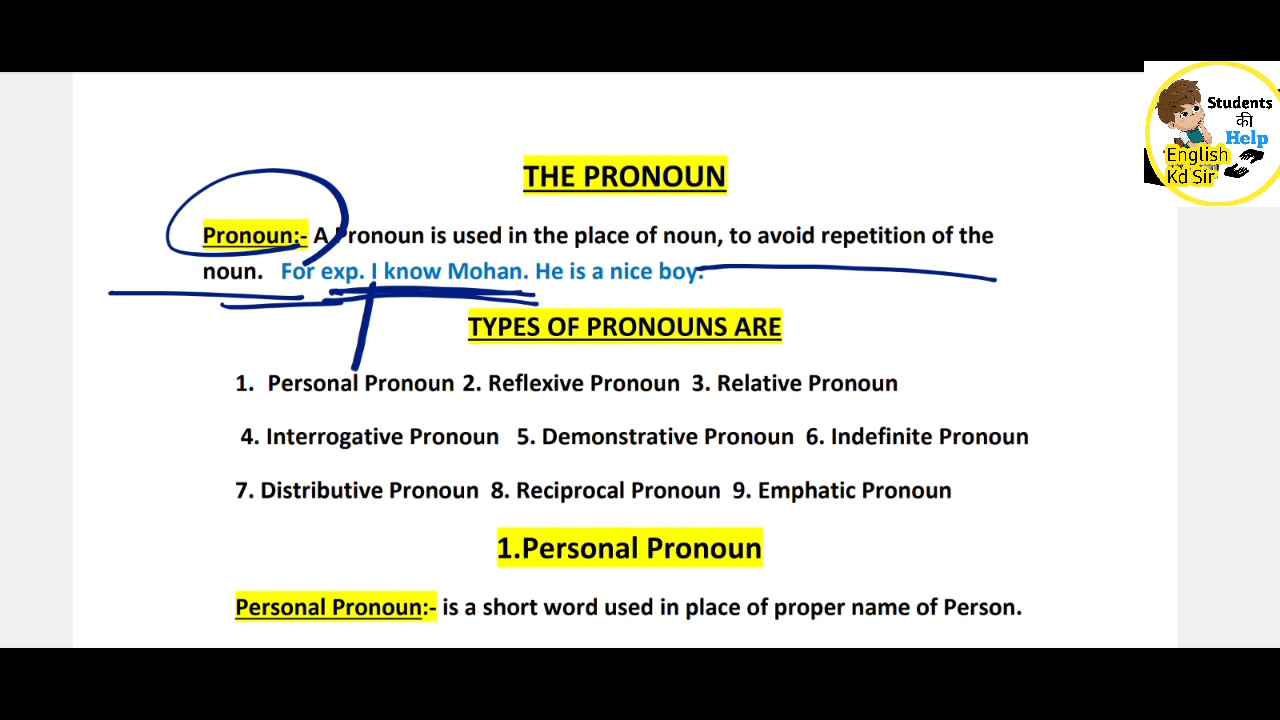 Students
की
Help
English
Kd Sir
THE PRONOUN
Pronoun:- A Pronoun is used in the place of noun, to avoid repetition of the
noun. For exp. I know Mohan. He is a nice boy.
TYPES OF PRONOUNS ARE
1. Personal Pronoun 2. Reflexive Pronoun 3. Relative Pronoun
4. Interrogative Pronoun 5. Demonstrative Pronoun 6. Indefinite Pronoun
7. Distributive Pronoun 8. Reciprocal Pronoun 9. Emphatic Pronoun
1.Personal Pronoun
Personal Pronoun:- is a short word used in place of proper name of Person.